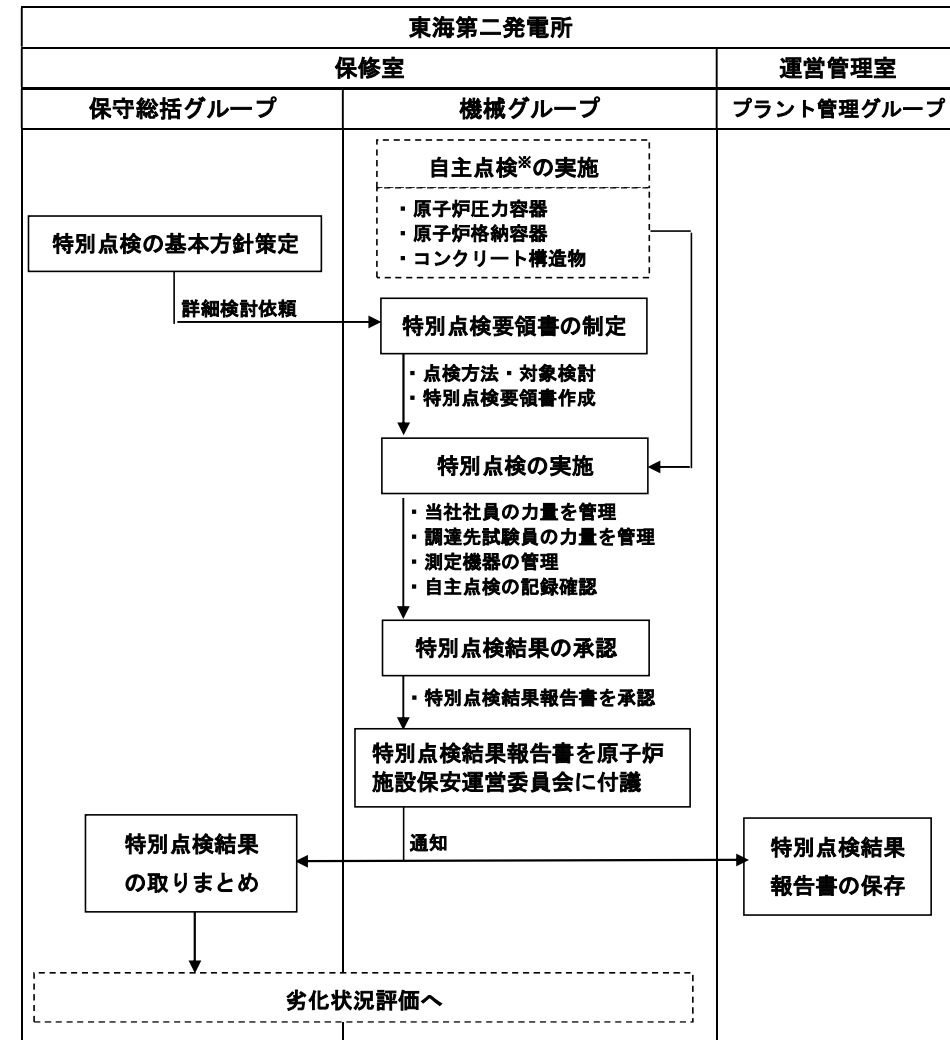 東海第二発電所
保修室
運営管理室
保守総括グループ
機械グループ
プラント管理グループ
自主点検※の実施
・原子炉圧力容器
・原子炉格納容器
・コンクリート構造物
特別点検の基本方針策定
詳細検討依頼
特別点検要領書の制定
・点検方法・対象検討
・特別点検要領書作成
特別点検の実施
・当社社員の力量を管理
・調達先試験員の力量を管理
・測定機器の管理
・自主点検の記録確認
特別点検結果の承認
・特別点検結果報告書を承認
特別点検結果報告書を原子炉
施設保安運営委員会に付議
通知
特別点検結果
の取りまとめ
特別点検結果
報告書の保存
劣化状況評価へ